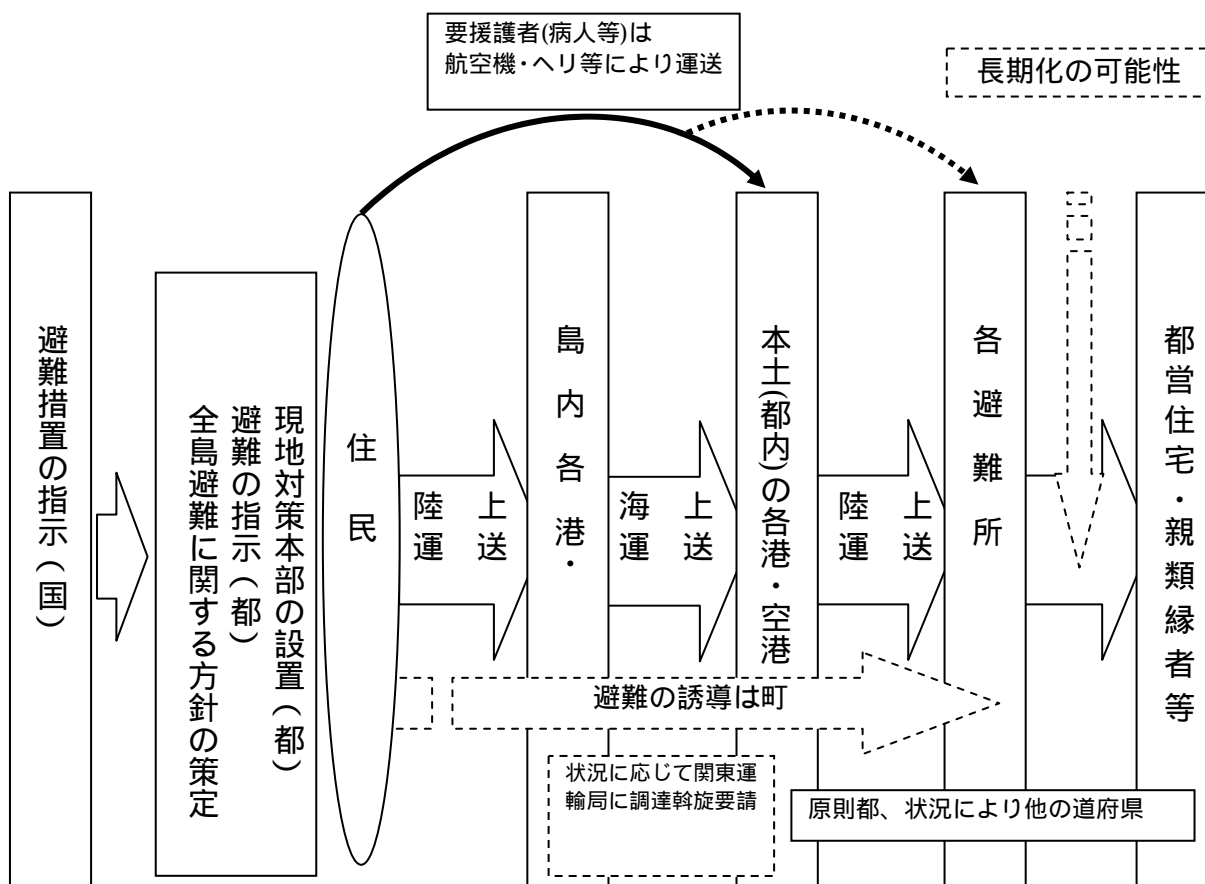 要援護者(病人等)は
航空機・ヘリ等により運送
長期化の可能性
避難措置の指示(国)
現地対策本部の設置(都)
避難の指示(都)
全島避難に関する方針の策定
住民
陸上
運送
島内各港・
海上
運送
本土(都内)の各港・空港
陸上
運送
各避難所
都営住宅・親類縁者等
避難の誘導は町
状況に応じて関東運
輸局に調達斡旋要請
原則都、状況により他の道府県